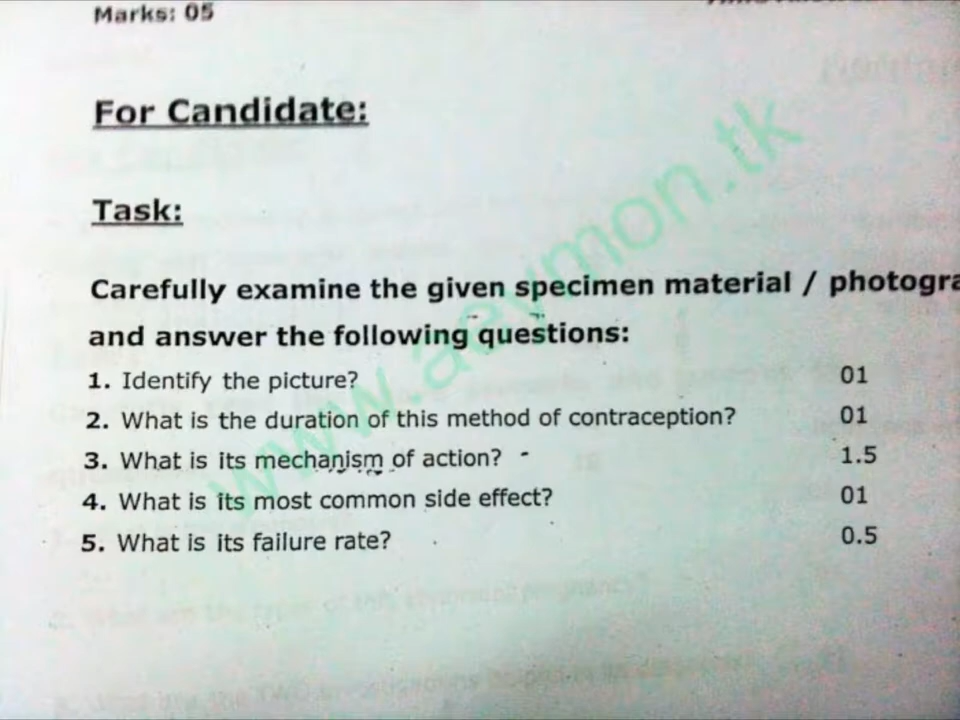 Marks: 05
For Candidate:
Task:
Carefully examine the given specimen material / photogra
and answer the following questions:
1. Identify the picture? 01
2. What is the duration of this method of contraception? 01
3. What is its mechanism of action? 1.5
4. What is its most common side effect? 01
5. What is its failure rate? 0.5
www.aeymon.tk